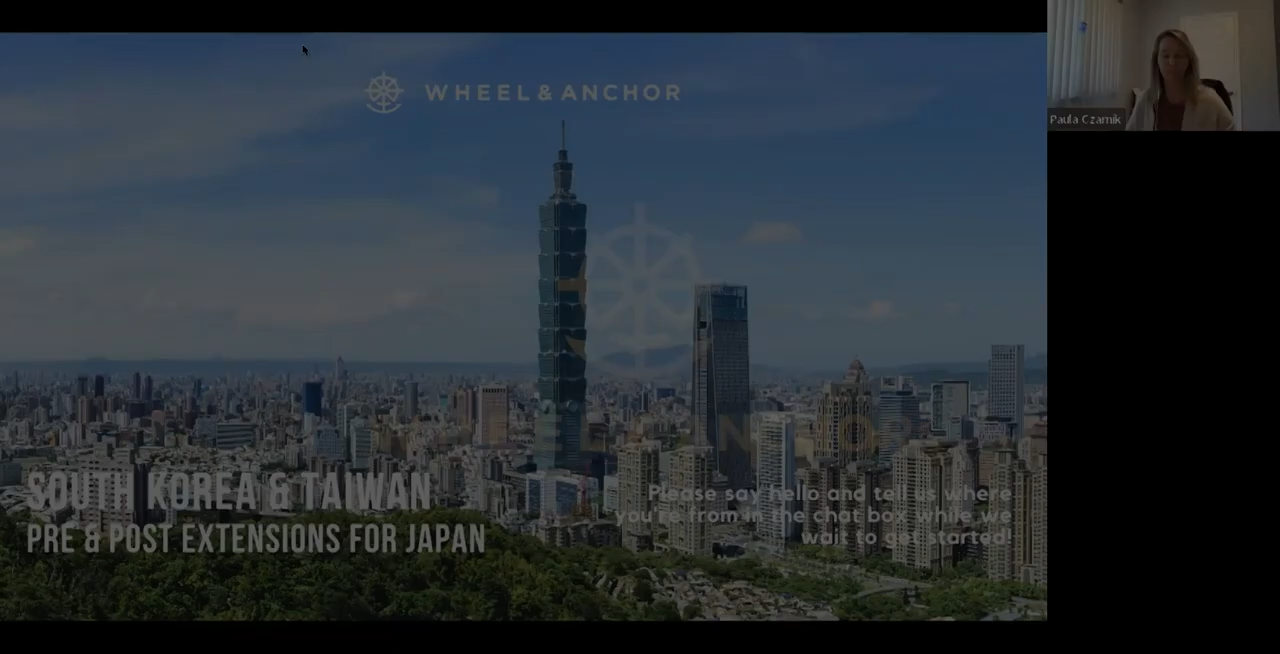 WHEEL & ANCHOR
Paula Czarnik
SOUTH KOREA & TAIWAN
PRE & POST EXTENSIONS FOR JAPAN
Please say hello and tell us where
you're from in the chat box while we
wait to get started!